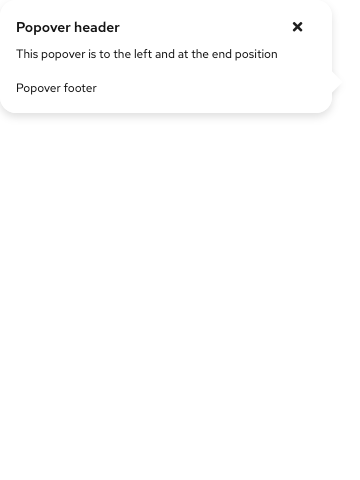 Popover header
This popover is to the left and at the end position
Popover footer